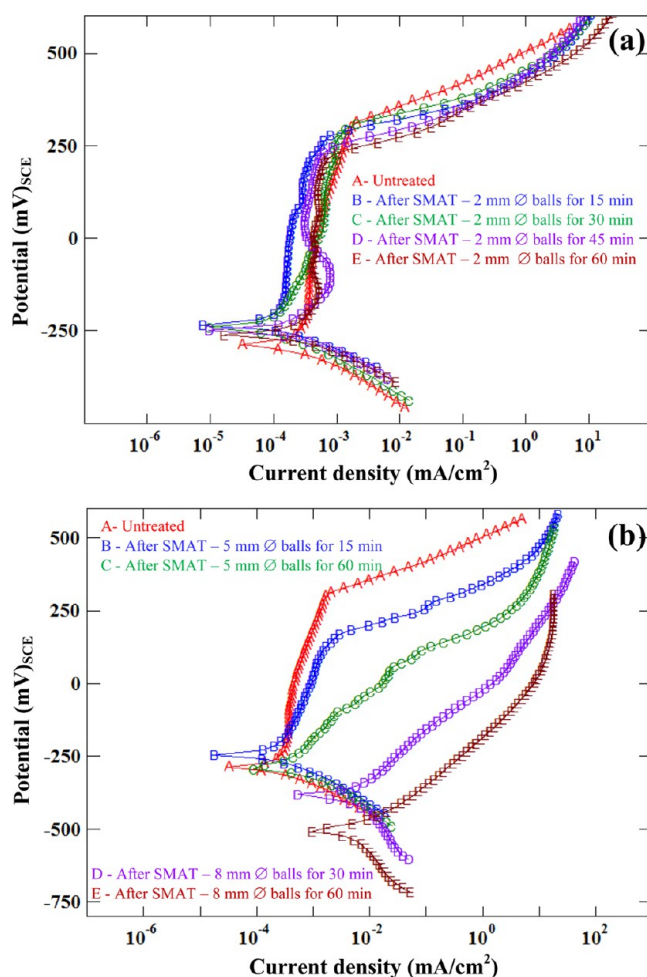 (a)
500
250
0
-250
Potential (mV)SCE
A- Untreated
B - After SMAT – 2 mm Ø balls for 15 min
C - After SMAT – 2 mm Ø balls for 30 min
D - After SMAT – 2 mm Ø balls for 45 min
E - After SMAT – 2 mm Ø balls for 60 min
10-6 10-5 10-4 10-3 10-2 10-1 100 101
Current density (mA/cm2)
(b)
A- Untreated
B - After SMAT – 5 mm Ø balls for 15 min
C - After SMAT – 5 mm Ø balls for 60 min
500
250
0
-250
-500
-750
Potential (mV)SCE
D - After SMAT – 8 mm Ø balls for 30 min
E - After SMAT – 8 mm Ø balls for 60 min
10-6 10-4 10-2 100 102
Current density (mA/cm2)